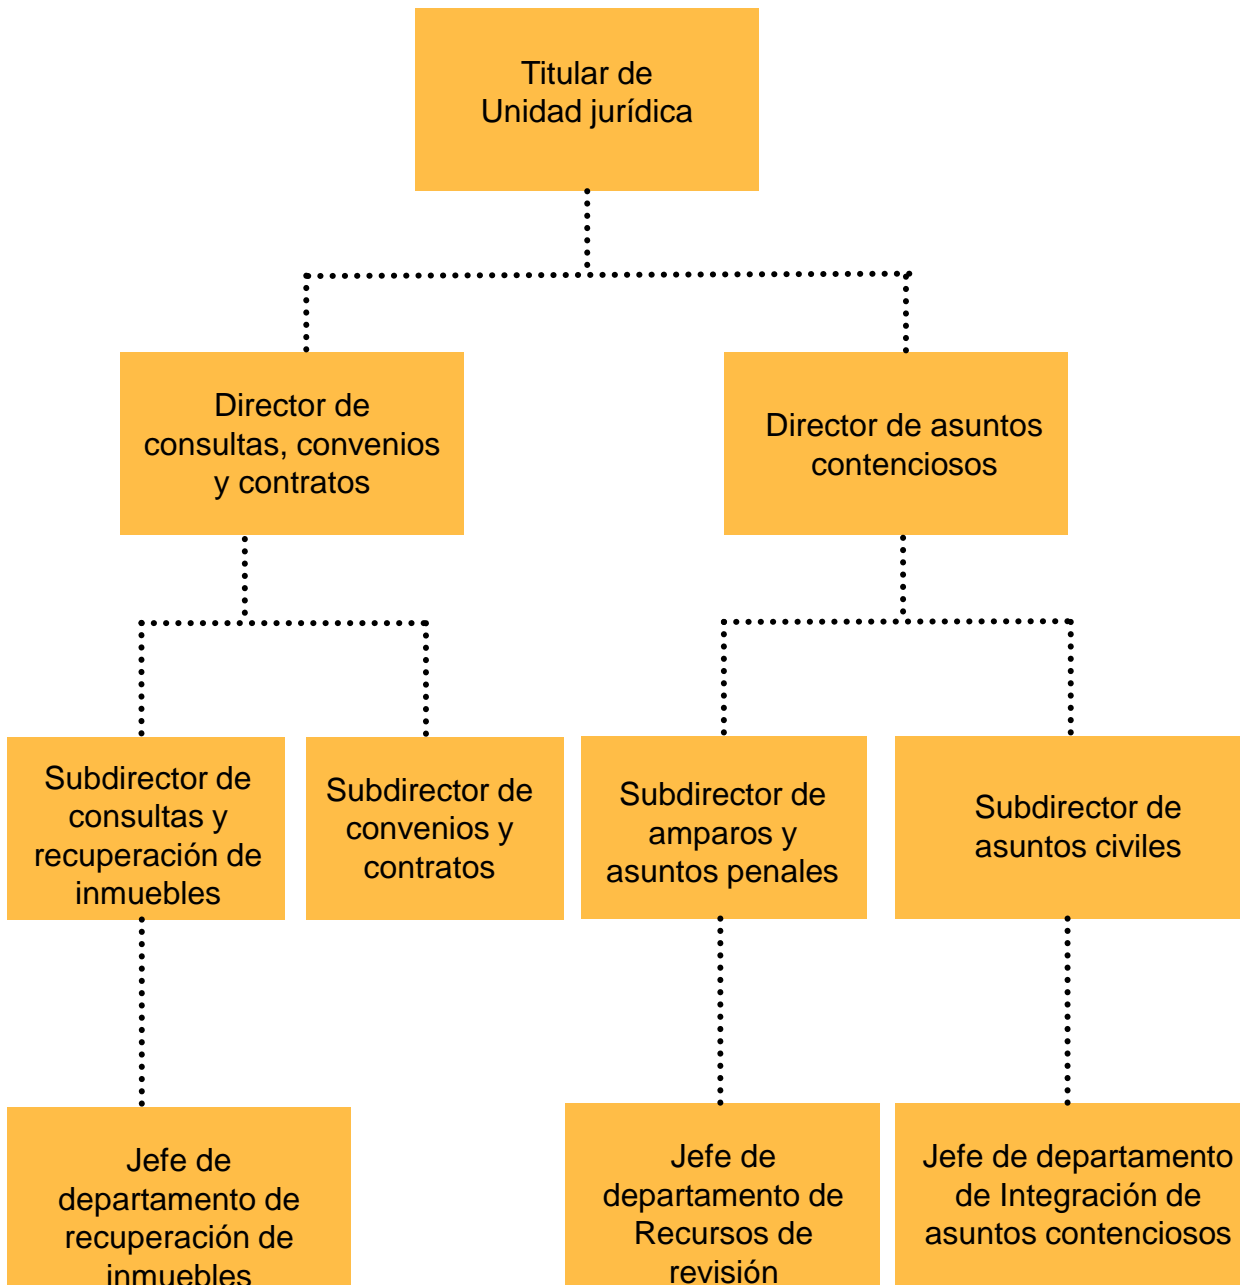 Titular de
Unidad jurídica
Director de
consultas, convenios
y contratos
Director de asuntos
contenciosos
Subdirector de
consultas y
recuperación de
inmuebles
Subdirector de
convenios y
contratos
Subdirector de
amparos y
asuntos penales
Subdirector de
asuntos civiles
Jefe de
departamento de
recuperación de
inmuebles
Jefe de
departamento de
Recursos de
revisión
Jefe de departamento
de Integración de
asuntos contenciosos